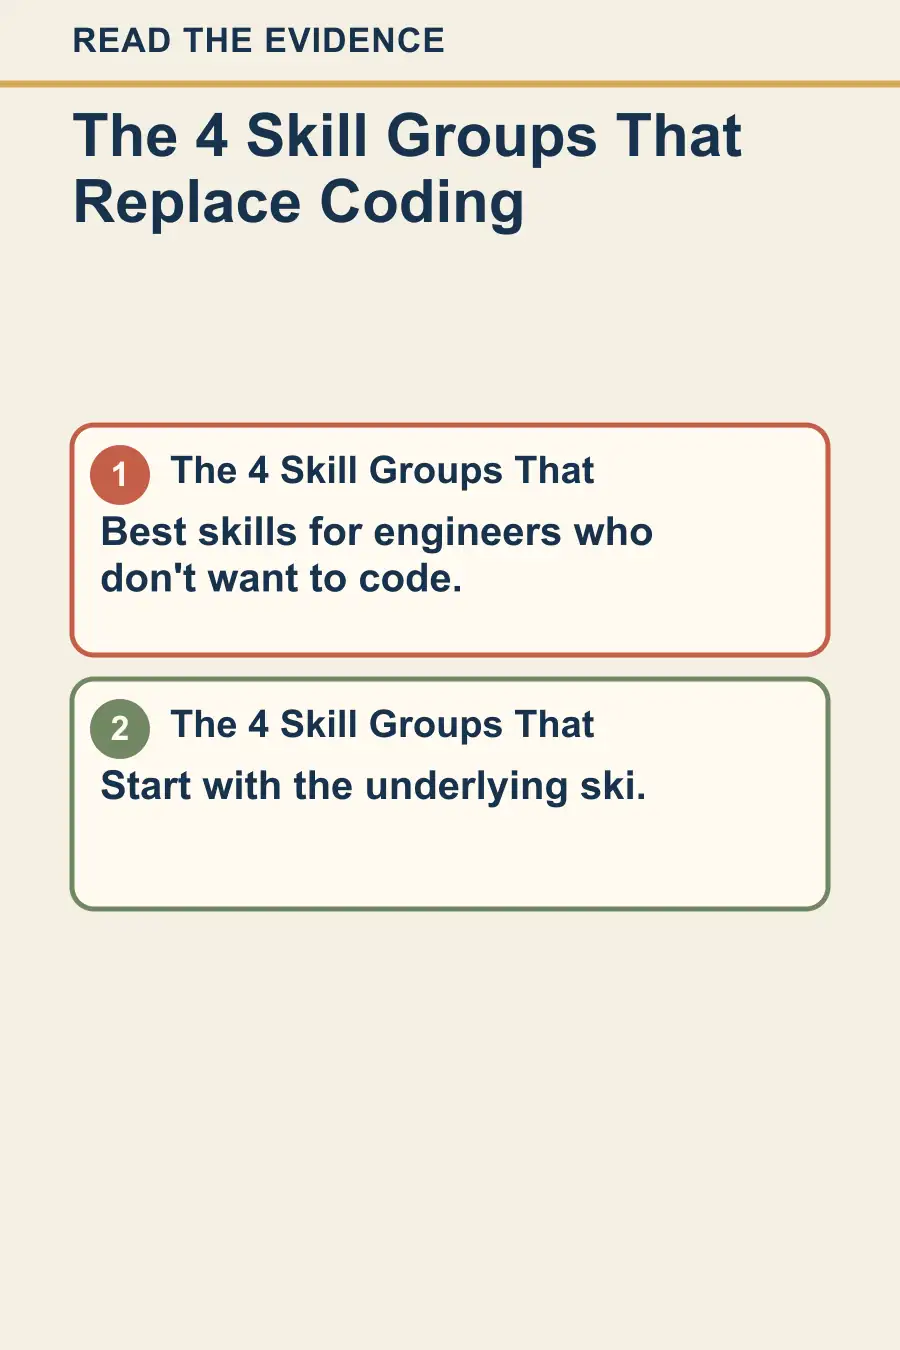 READ THE EVIDENCE
The 4 Skill Groups That
Replace Coding
1 The 4 Skill Groups That
Best skills for engineers who
don't want to code.
2 The 4 Skill Groups That
Start with the underlying ski.